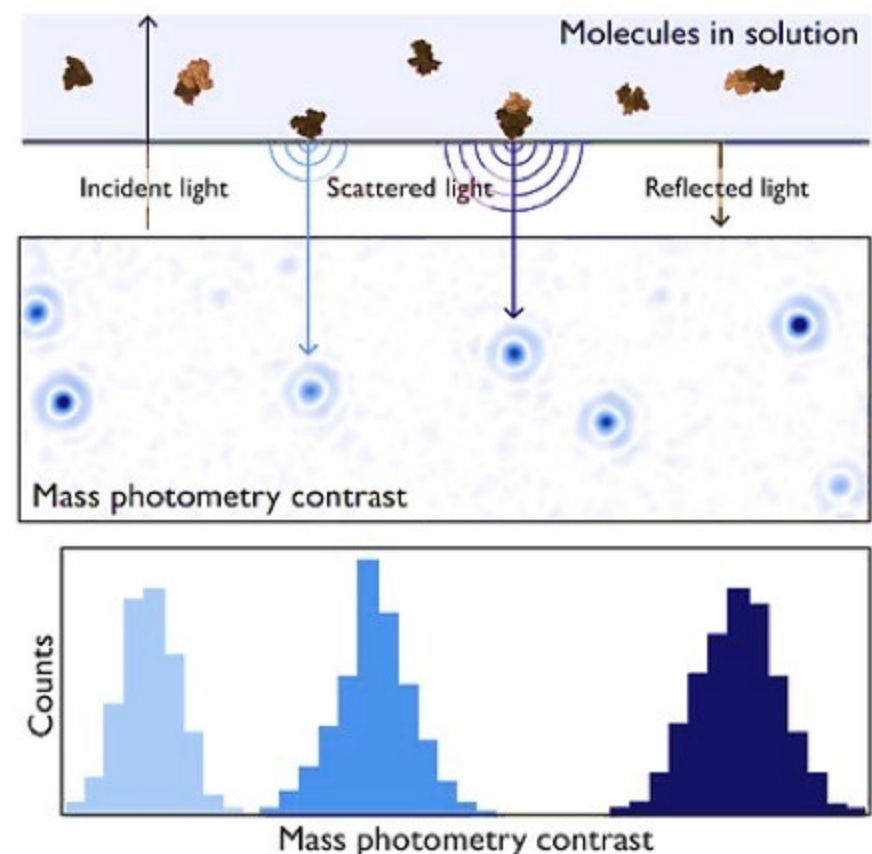 Molecules in solution
Incident light
Scattered light
Reflected light
Mass photometry contrast
Counts
Mass photometry contrast